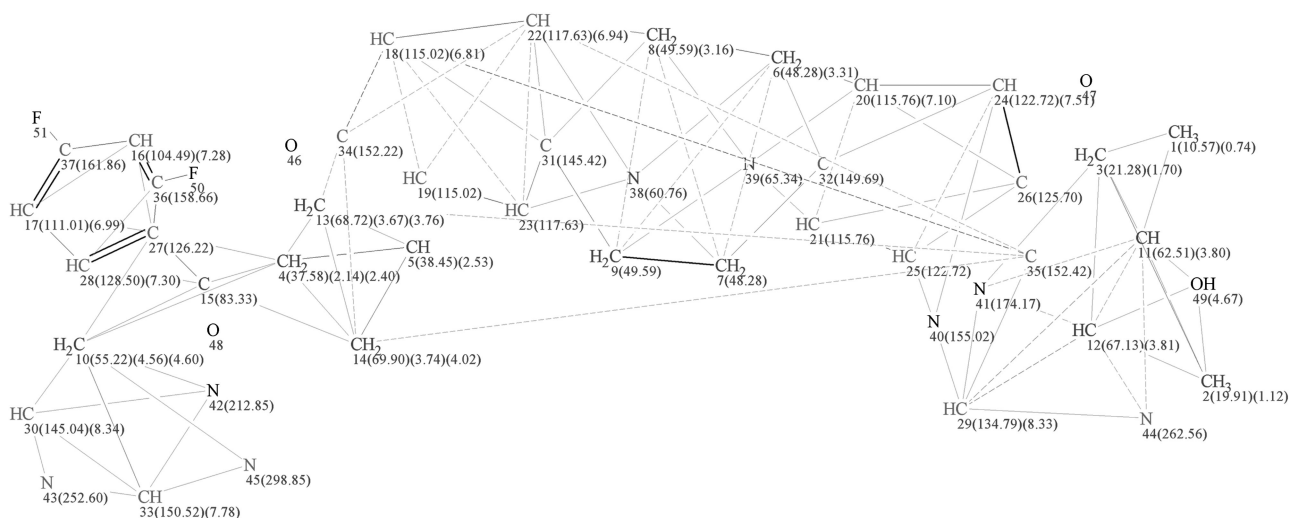 CH
22(117.63)(6.94)
HC
18(115.02)(6.81)
CH2
8(49.59)(3.16)
CH2
6(48.28)(3.31)
CH
20(115.76)(7.10)
CH
24(122.72)(7.51)
O
47
F
51
CH
16(104.49)(7.28)
C
37(161.86)
F
50
C
36(158.66)
O
46
C
34(152.22)
C
31(145.42)
CH3
1(10.57)(0.74)
H2C
3(21.28)(1.70)
C
32(149.69)
N
39(65.34)
N
38(60.76)
HC
19(115.02)
C
26(125.70)
HC
17(111.01)(6.99)
H2C
13(68.72)(3.67)(3.76)
HC
23(117.63)
HC
21(115.76)
C
27(126.22)
CH
5(38.45)(2.53)
CH
11(62.51)(3.80)
HC
28(128.50)(7.30)
CH2
4(37.58)(2.14)(2.40)
H2C
9(49.59)
CH2
7(48.28)
HC
25(122.72)
C
35(152.42)
C
15(83.33)
N
41(174.17)
OH
49(4.67)
O
48
N
40(155.02)
HC
12(67.13)(3.81)
H2C
10(55.22)(4.56)(4.60)
CH2
14(69.90)(3.74)(4.02)
CH3
2(19.91)(1.12)
N
42(212.85)
HC
30(145.04)(8.34)
HC
29(134.79)(8.33)
N
44(262.56)
N
45(298.85)
N
43(252.60)
CH
33(150.52)(7.78)